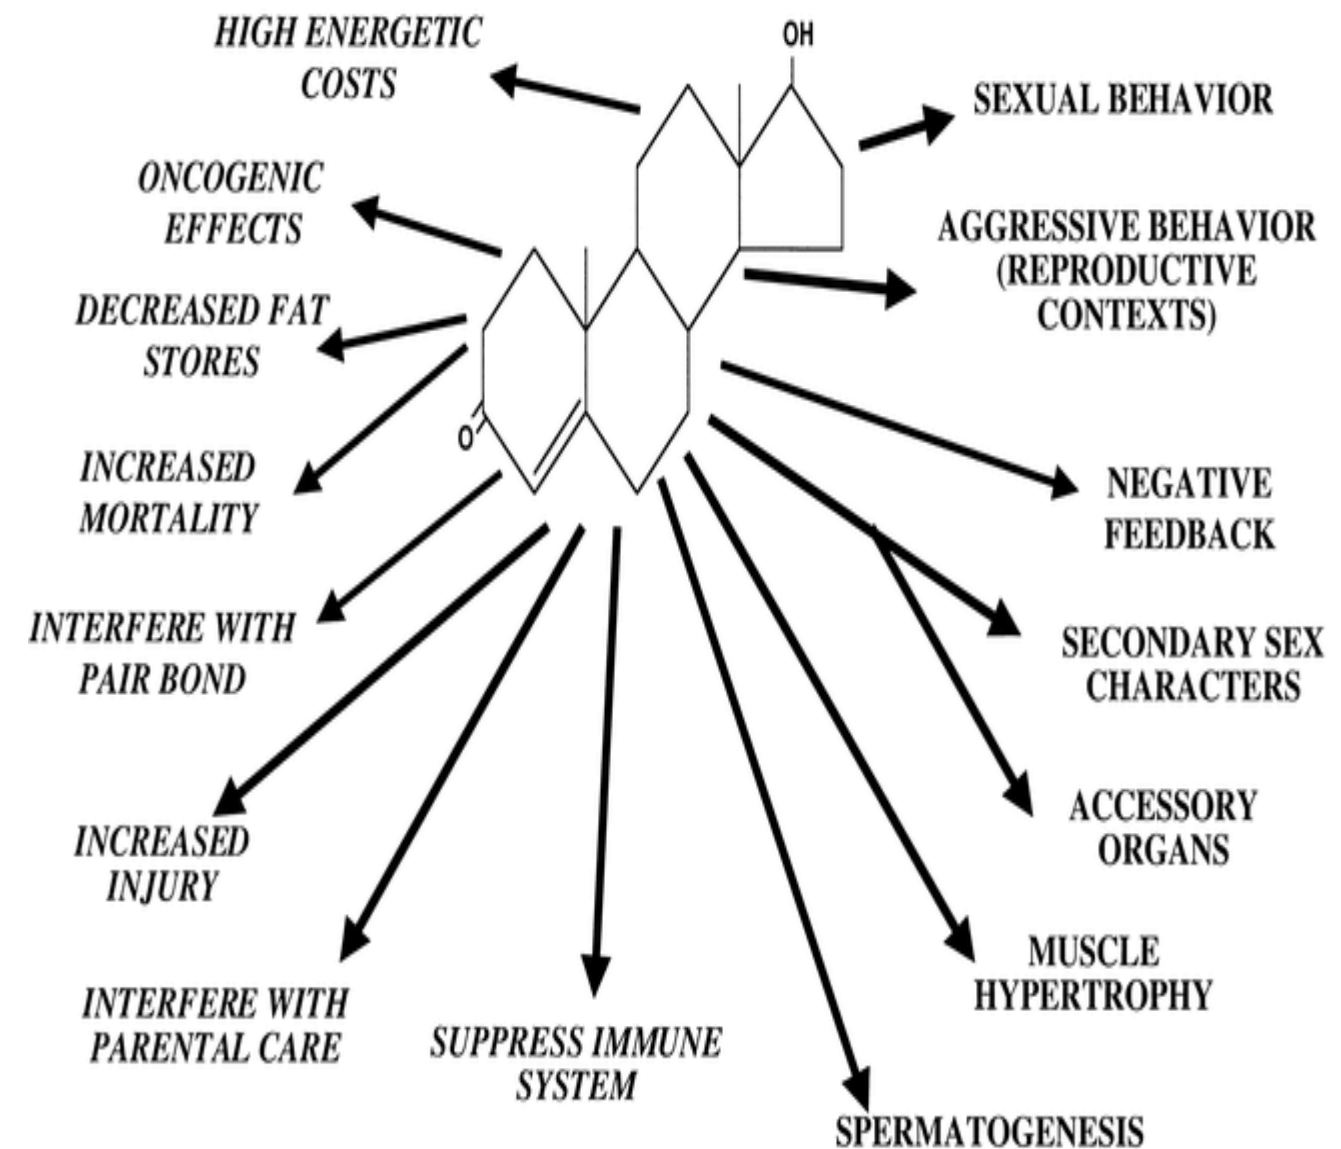 HIGH ENERGETIC
COSTS
OH
SEXUAL BEHAVIOR
ONCOGENIC
EFFECTS
AGGRESSIVE BEHAVIOR
(REPRODUCTIVE
CONTEXTS)
DECREASED FAT
STORES
O
INCREASED
MORTALITY
NEGATIVE
FEEDBACK
INTERFERE WITH
PAIR BOND
SECONDARY SEX
CHARACTERS
INCREASED
INJURY
ACCESSORY
ORGANS
MUSCLE
HYPERTROPHY
INTERFERE WITH
PARENTAL CARE
SUPPRESS IMMUNE
SYSTEM
SPERMATOGENESIS